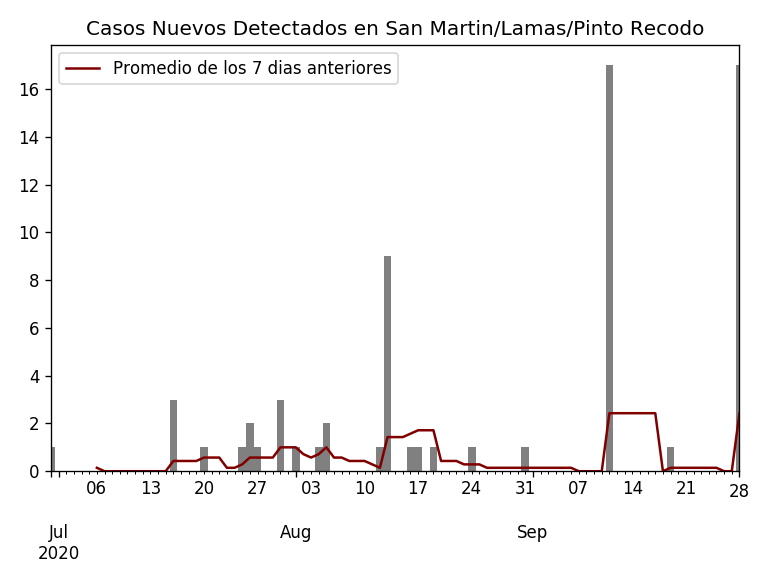 Casos Nuevos Detectados en San Martin/Lamas/Pinto Recodo
Promedio de los 7 dias anteriores
16
14
12
10
8
6
4
2
0
06 13 20 27 03 10 17 24 31 07 14 21 28
Jul Aug Sep
2020